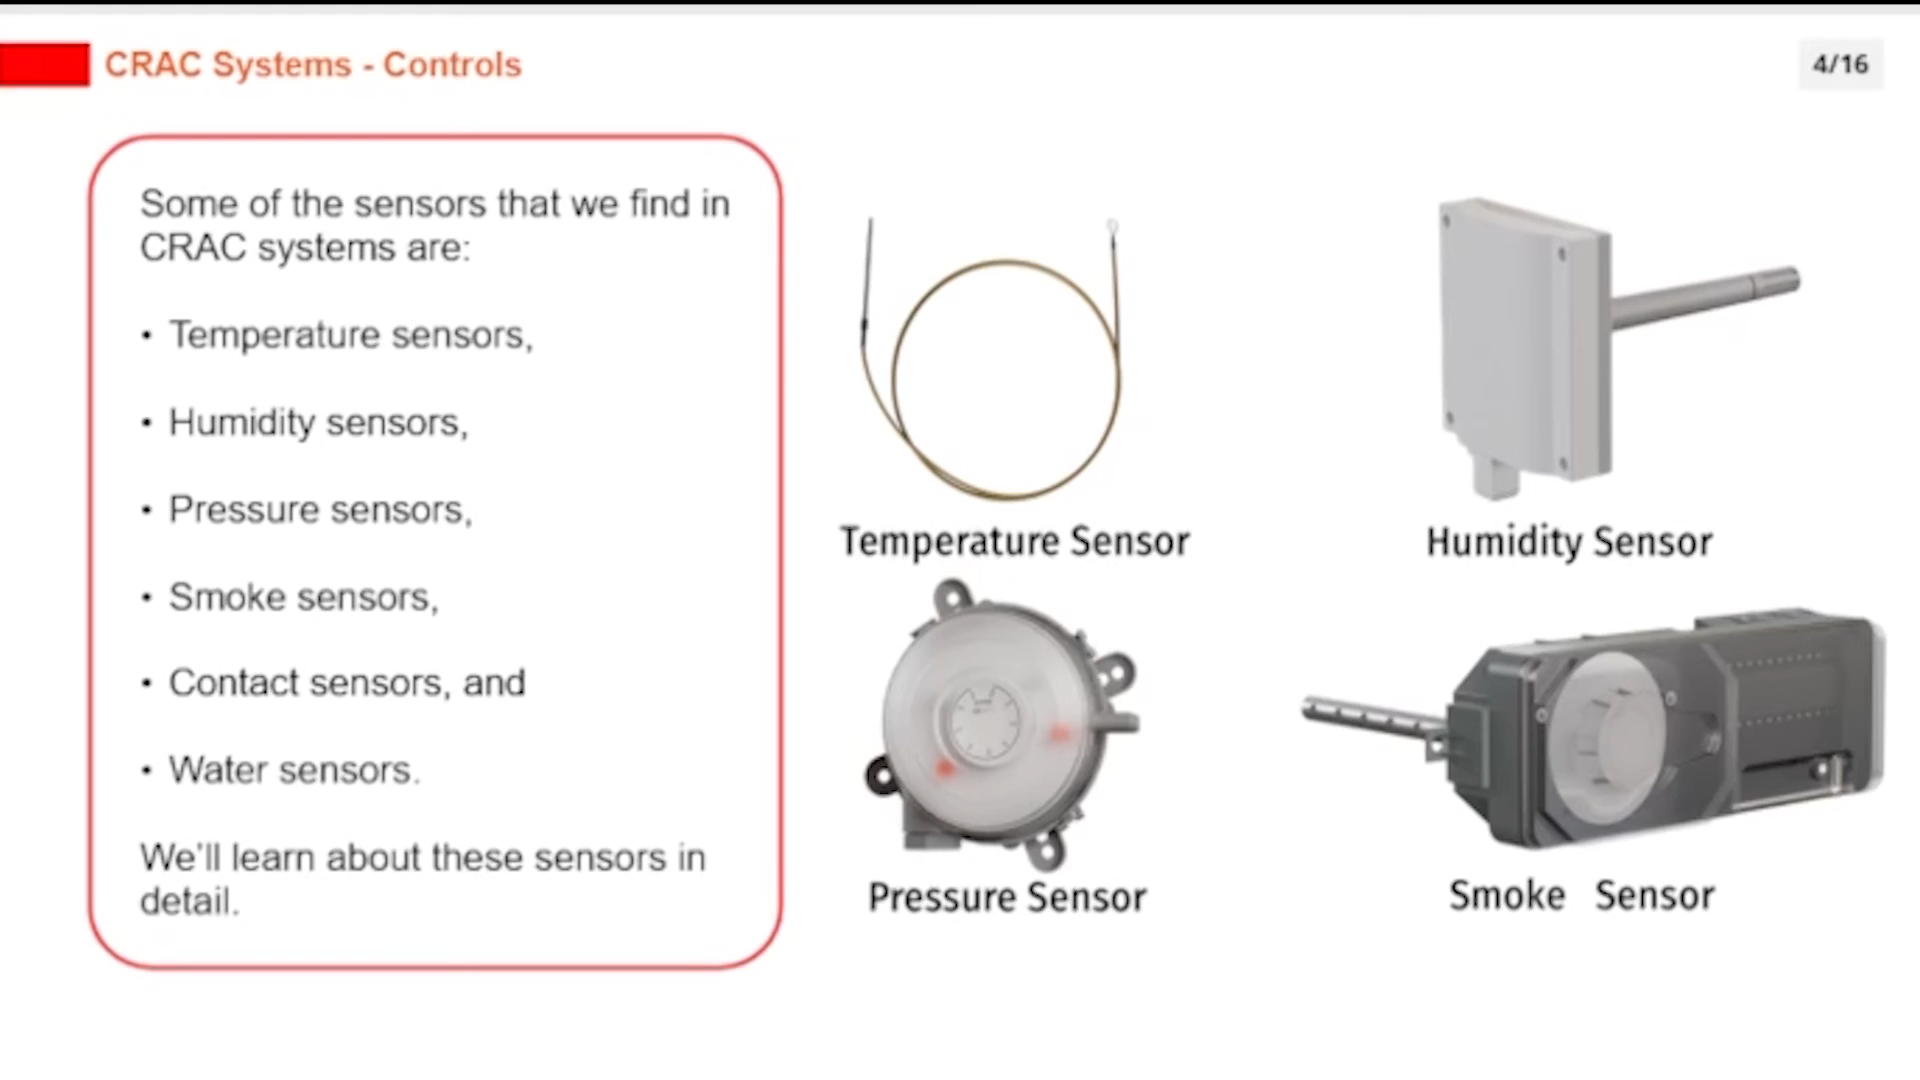 CRAC Systems - Controls
4/16
Some of the sensors that we find in
CRAC systems are:
• Temperature sensors,
• Humidity sensors,
• Pressure sensors,
• Smoke sensors,
• Contact sensors, and
• Water sensors.
We'll learn about these sensors in
detail.
Temperature Sensor
Humidity Sensor
Pressure Sensor
Smoke Sensor